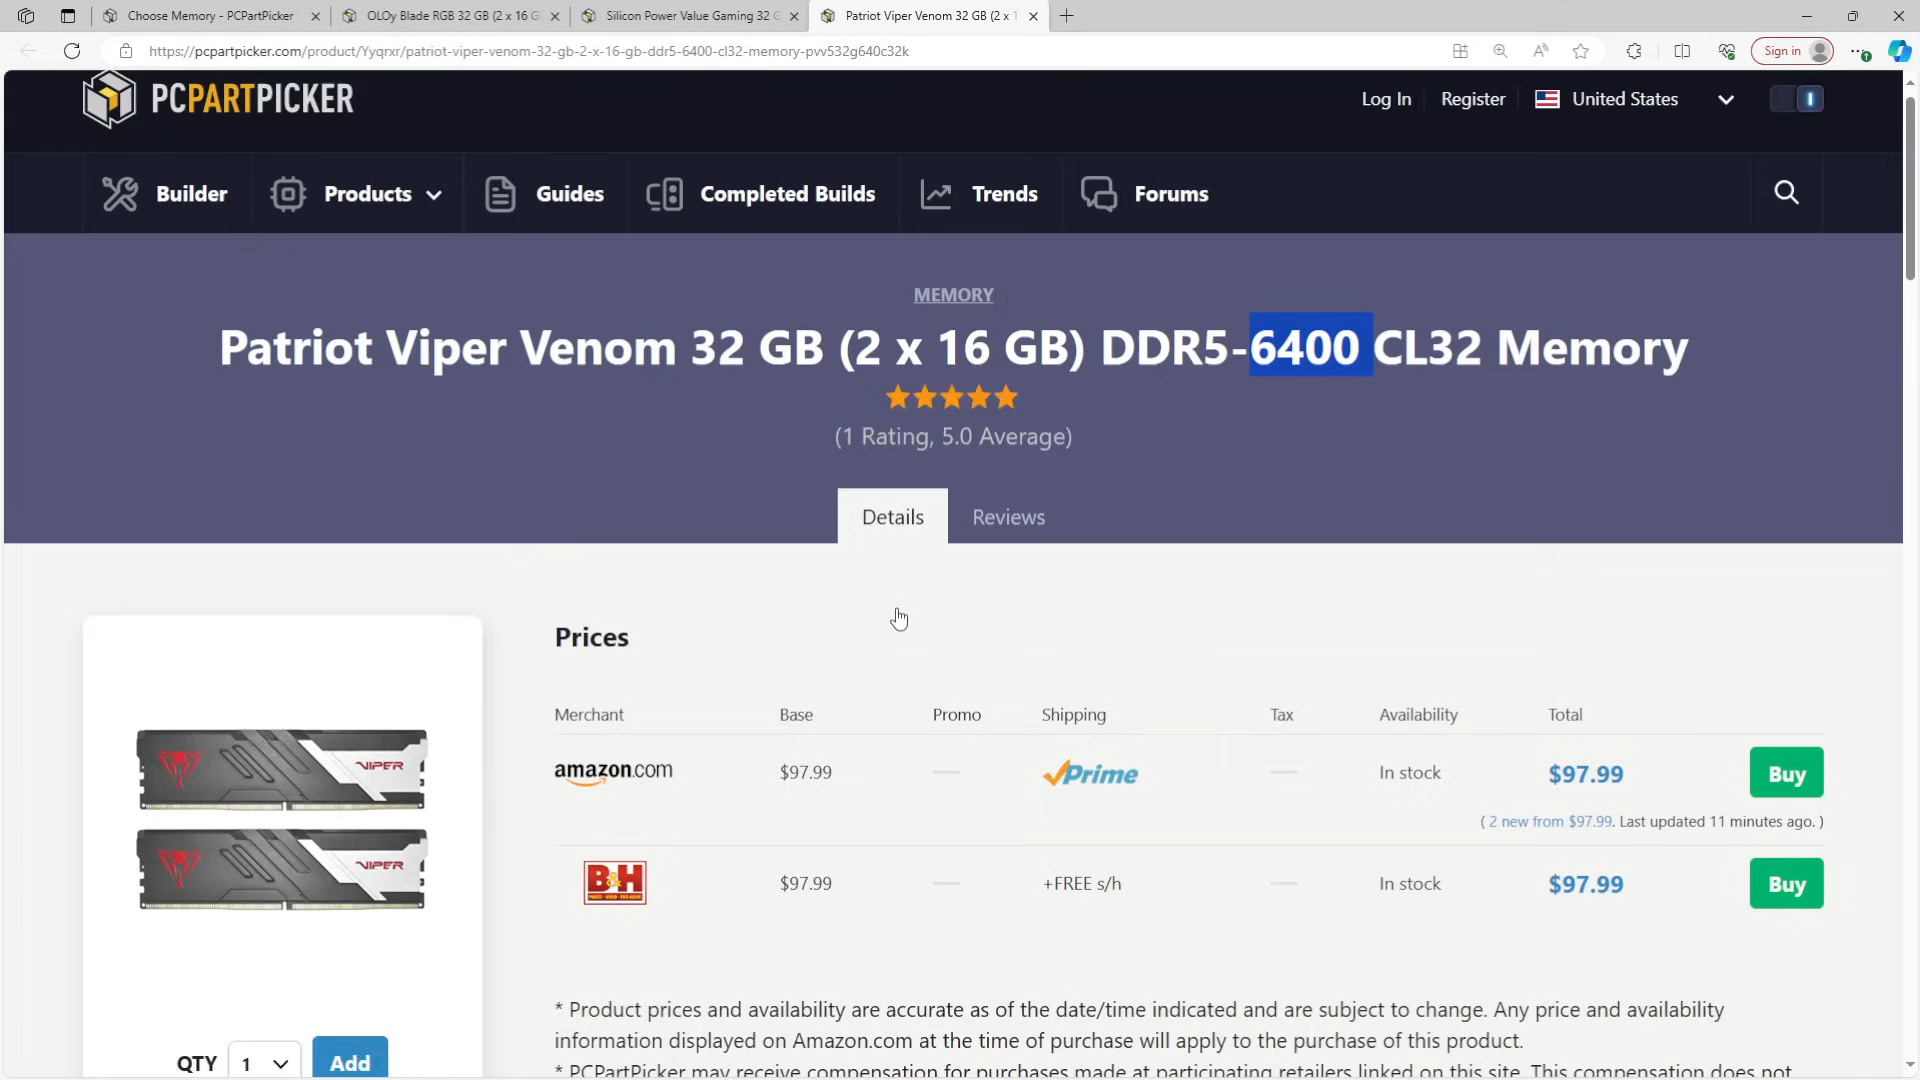 Choose Memory - PCPartPicker
OLOy Blade RGB 32 GB (2 x 16 G
Silicon Power Value Gaming 32 G
Patriot Viper Venom 32 GB (2 x 1
https://pcpartpicker.com/product/Yyqrxr/patriot-viper-venom-32-gb-2-x-16-gb-ddr5-6400-cl32-memory-pvv532g640c32k
Sign in
PCPARTPICKER
Log In
Register
United States
Builder
Products
Guides
Completed Builds
Trends
Forums
MEMORY
Patriot Viper Venom 32 GB (2 x 16 GB) DDR5-6400 CL32 Memory
(1 Rating, 5.0 Average)
Details
Reviews
Prices
Merchant Base Promo Shipping Tax Availability Total
amazon.com $97.99 — Prime — In stock $97.99 Buy
( 2 new from $97.99. Last updated 11 minutes ago. )
B&H $97.99 — +FREE s/h — In stock $97.99 Buy
VIPER
VIPER
QTY 1 Add
* Product prices and availability are accurate as of the date/time indicated and are subject to change. Any price and availability
information displayed on Amazon.com at the time of purchase will apply to the purchase of this product.
* PCPartPicker may receive compensation for purchases made at participating retailers linked on this site. This compensation does not